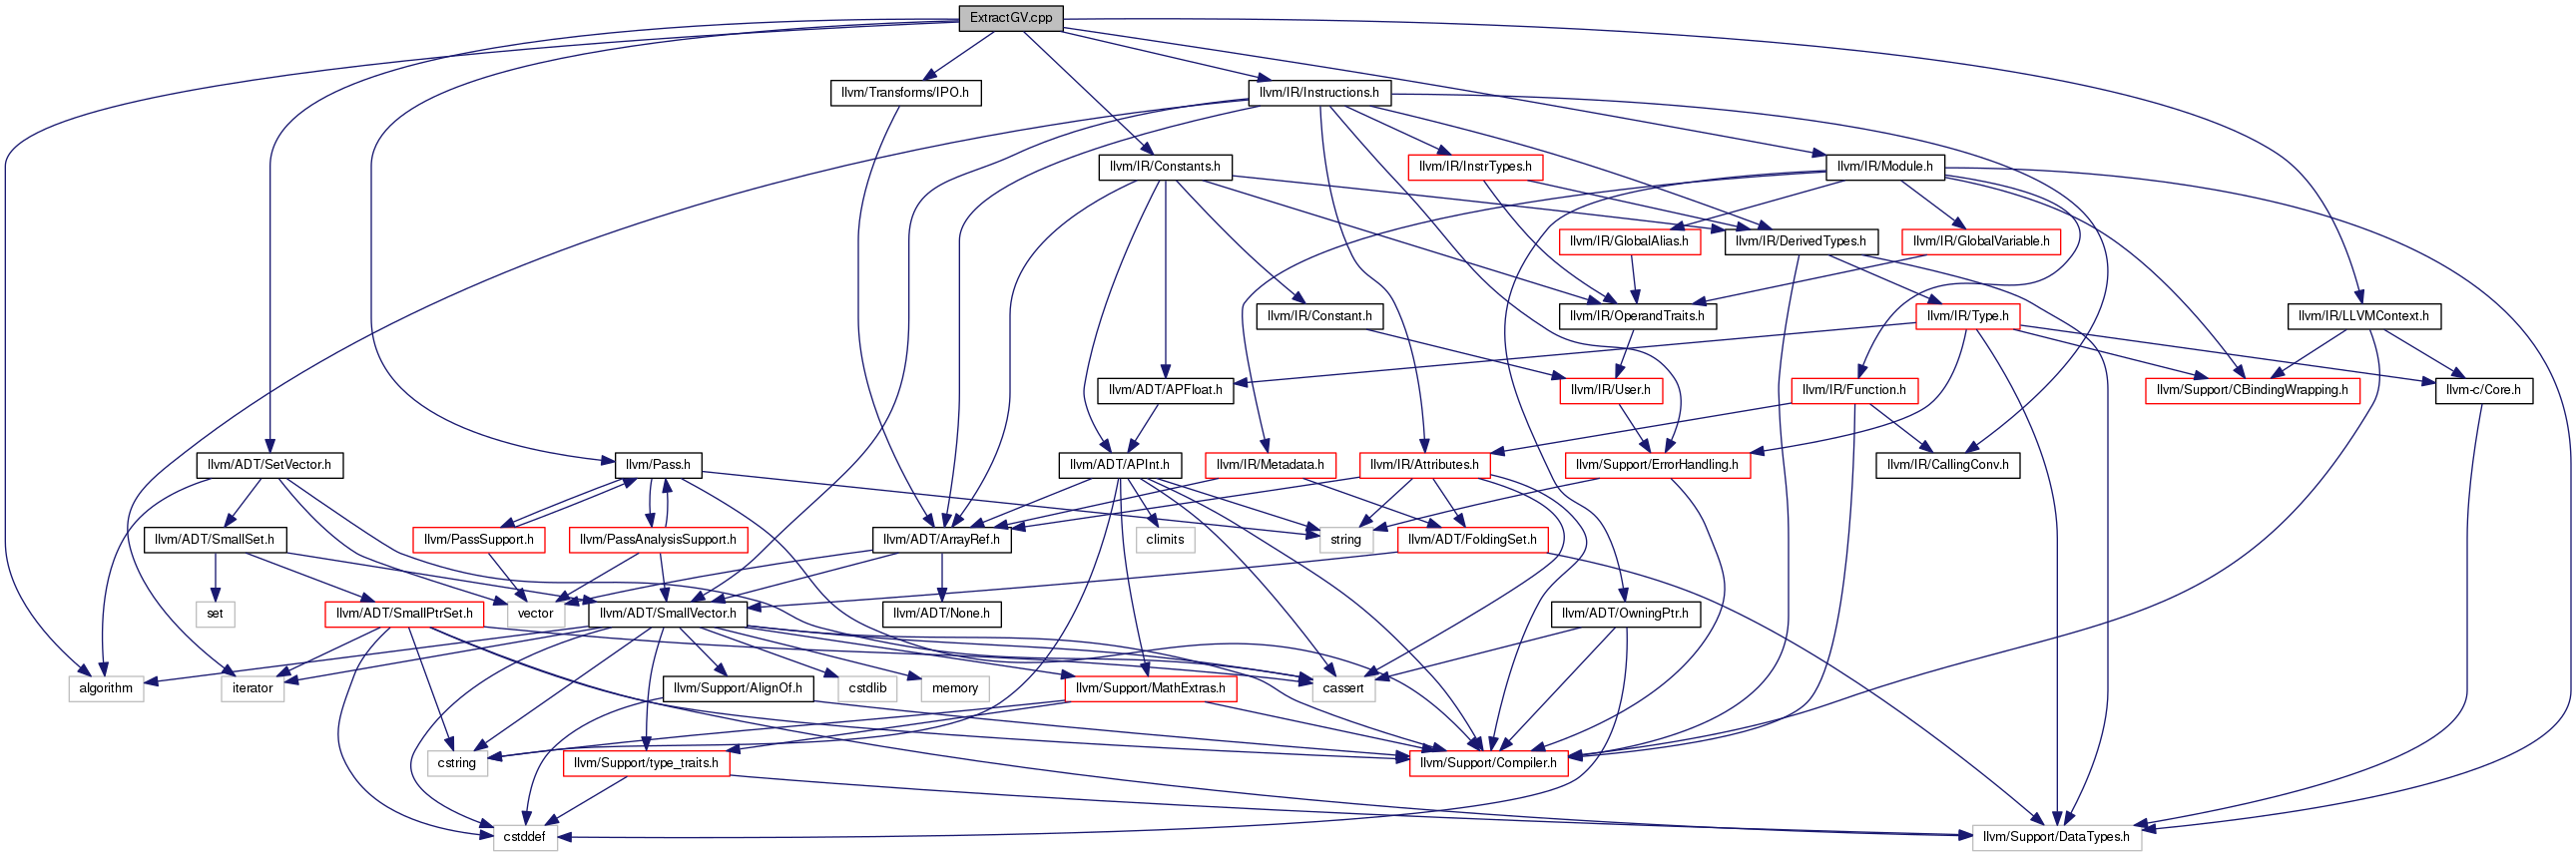 ExtractGV.cpp
llvm/Transforms/IPO.h
llvm/IR/Instructions.h
llvm/IR/Constants.h
llvm/IR/InstrTypes.h
llvm/IR/Module.h
llvm/IR/GlobalAlias.h
llvm/IR/DerivedTypes.h
llvm/IR/GlobalVariable.h
llvm/IR/Constant.h
llvm/IR/OperandTraits.h
llvm/IR/Type.h
llvm/IR/LLVMContext.h
llvm/ADT/APFloat.h
llvm/IR/User.h
llvm/IR/Function.h
llvm/Support/CBindingWrapping.h
llvm-c/Core.h
llvm/ADT/SetVector.h
llvm/Pass.h
llvm/ADT/APInt.h
llvm/IR/Metadata.h
llvm/IR/Attributes.h
llvm/Support/ErrorHandling.h
llvm/IR/CallingConv.h
llvm/ADT/SmallSet.h
llvm/PassSupport.h
llvm/PassAnalysisSupport.h
llvm/ADT/ArrayRef.h
climits
string
llvm/ADT/FoldingSet.h
set
llvm/ADT/SmallPtrSet.h
vector
llvm/ADT/SmallVector.h
llvm/ADT/None.h
llvm/ADT/OwningPtr.h
algorithm
iterator
llvm/Support/AlignOf.h
cstdlib
memory
llvm/Support/MathExtras.h
cassert
cstring
llvm/Support/type_traits.h
llvm/Support/Compiler.h
cstddef
llvm/Support/DataTypes.h